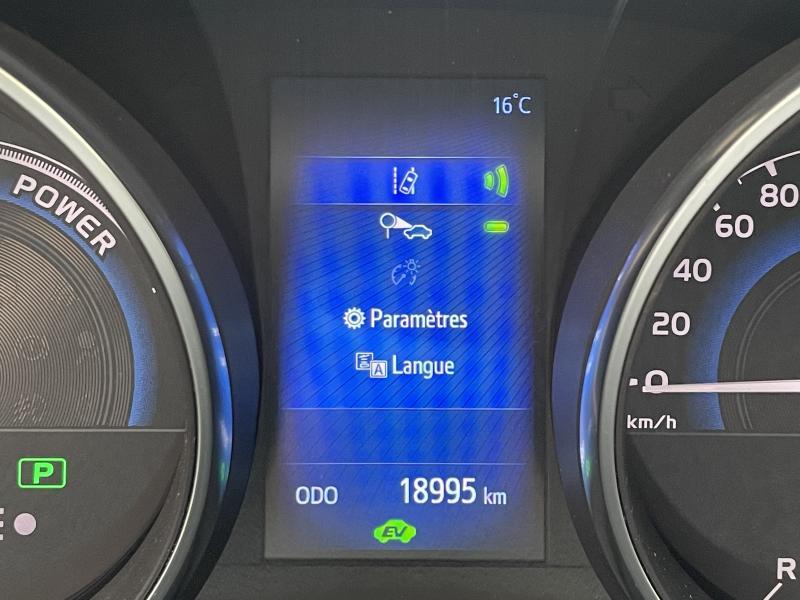 16°C
POWER
80
60
40
20
0
km/h
A
Paramètres
Langue
P
ODO 18995 km
EV
E
R